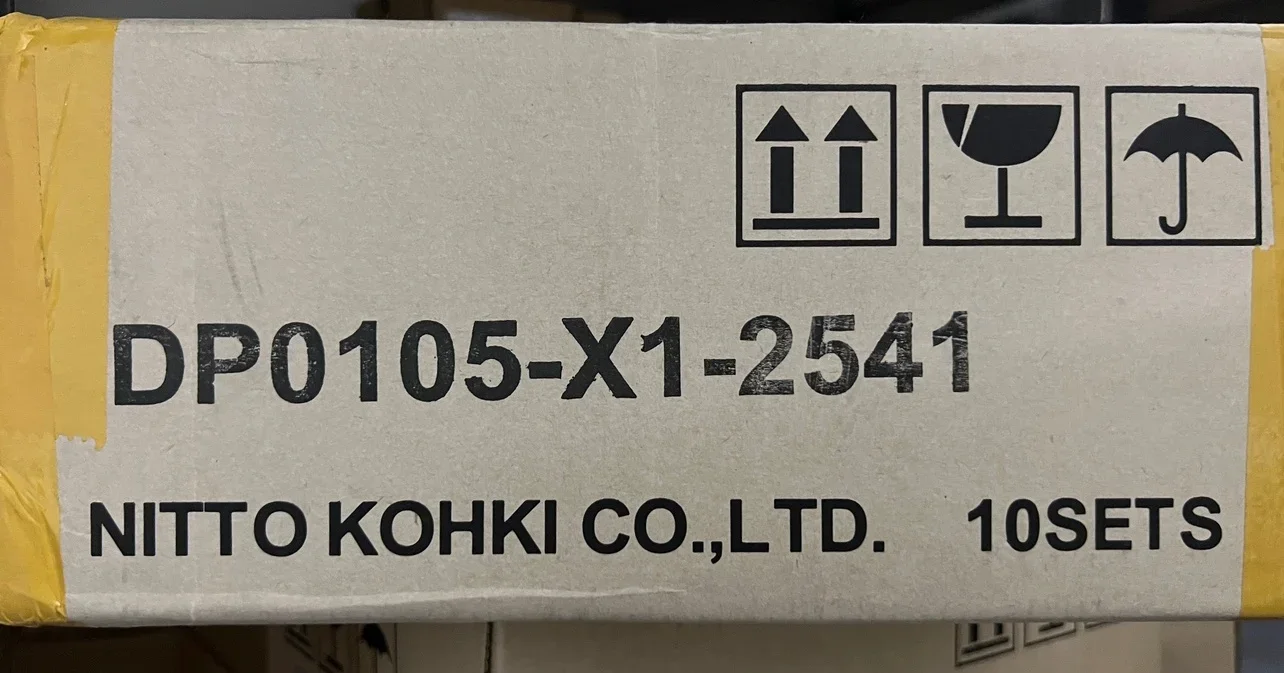 DP0105-X1-2541
NITTO KOHKI CO.,LTD. 10SETS